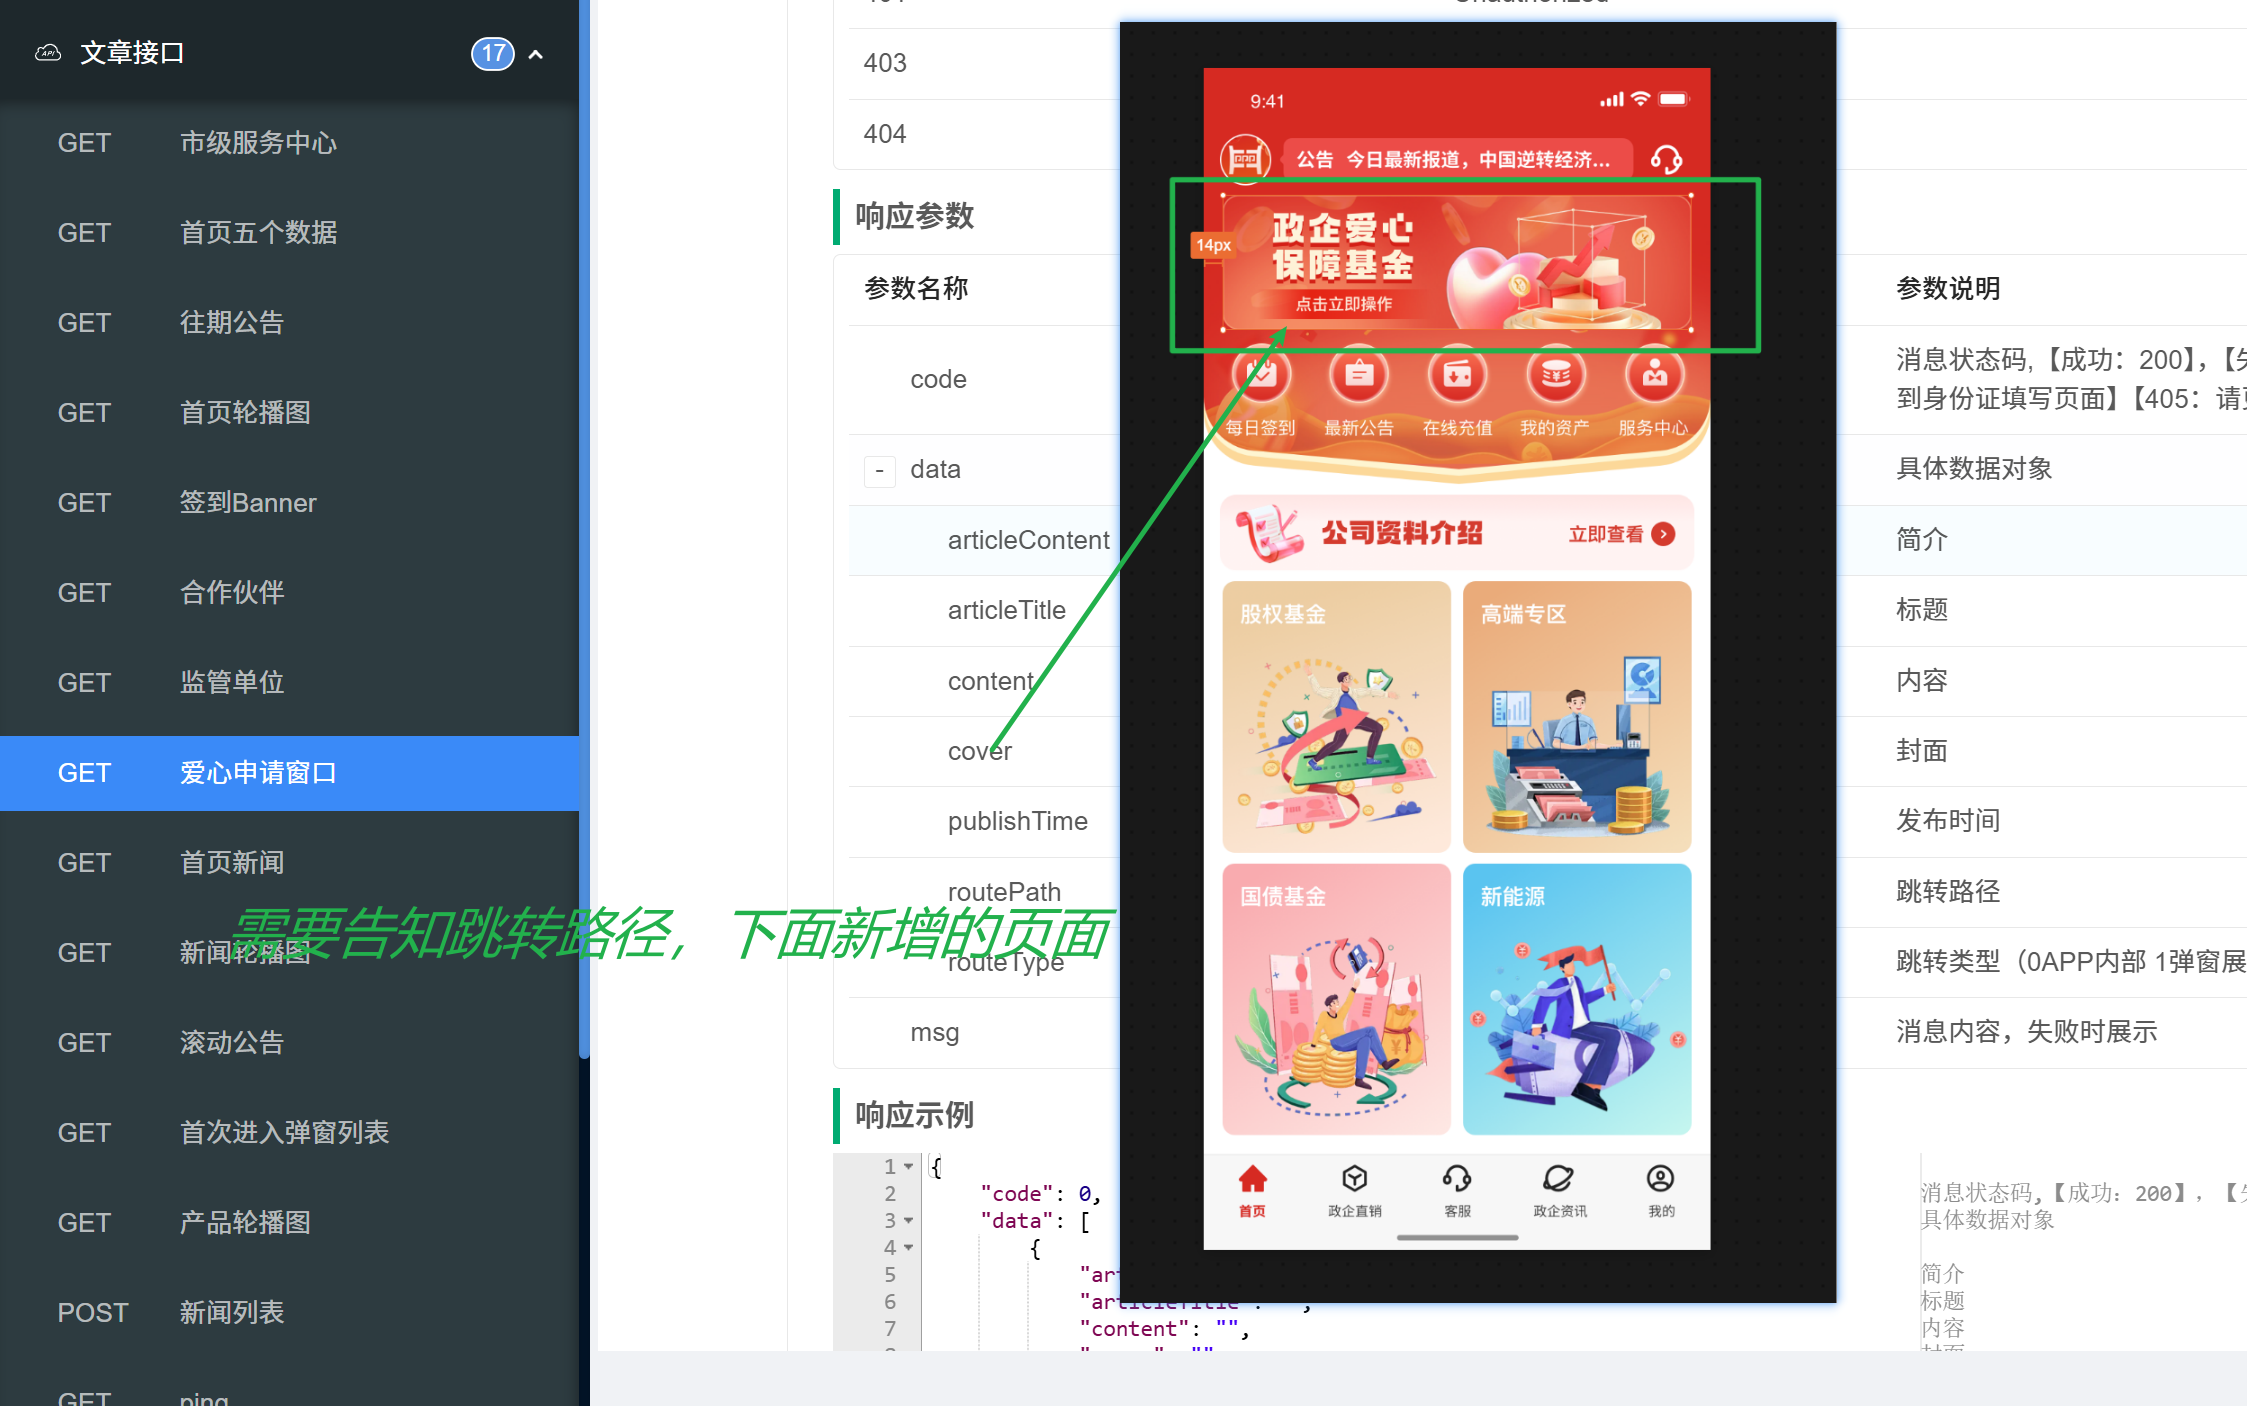 文章接口
17
GET 市级服务中心
GET 首页五个数据
GET 往期公告
GET 首页轮播图
GET 签到Banner
GET 合作伙伴
GET 监管单位
GET 爱心申请窗口
GET 首页新闻
GET 新闻轮播图
GET 滚动公告
GET 首次进入弹窗列表
GET 产品轮播图
POST 新闻列表
GET ping
需要告知跳转路径，下面新增的页面
403
404
响应参数
参数名称
参数说明
code
消息状态码,【成功：200】，【失
到身份证填写页面】【405：请
- data
具体数据对象
articleContent
简介
articleTitle
标题
content
内容
cover
封面
publishTime
发布时间
routePath
跳转路径
routeType
跳转类型（0APP内部 1弹窗展
msg
消息内容，失败时展示
响应示例
1 {
2 "code": 0,
3 "data": [
4 {
5 "ar
6 "articleTitle": "",
7 "content": "",
消息状态码,【成功：200】，【失
具体数据对象
简介
标题
内容
封面
9:41
公告 今日最新报道，中国逆转经济...
政企爱心
保障基金
点击立即操作
14px
每日签到
最新公告
在线充值
我的资产
服务中心
公司资料介绍
立即查看
股权基金
高端专区
国债基金
新能源
首页
政企直销
客服
政企资讯
我的